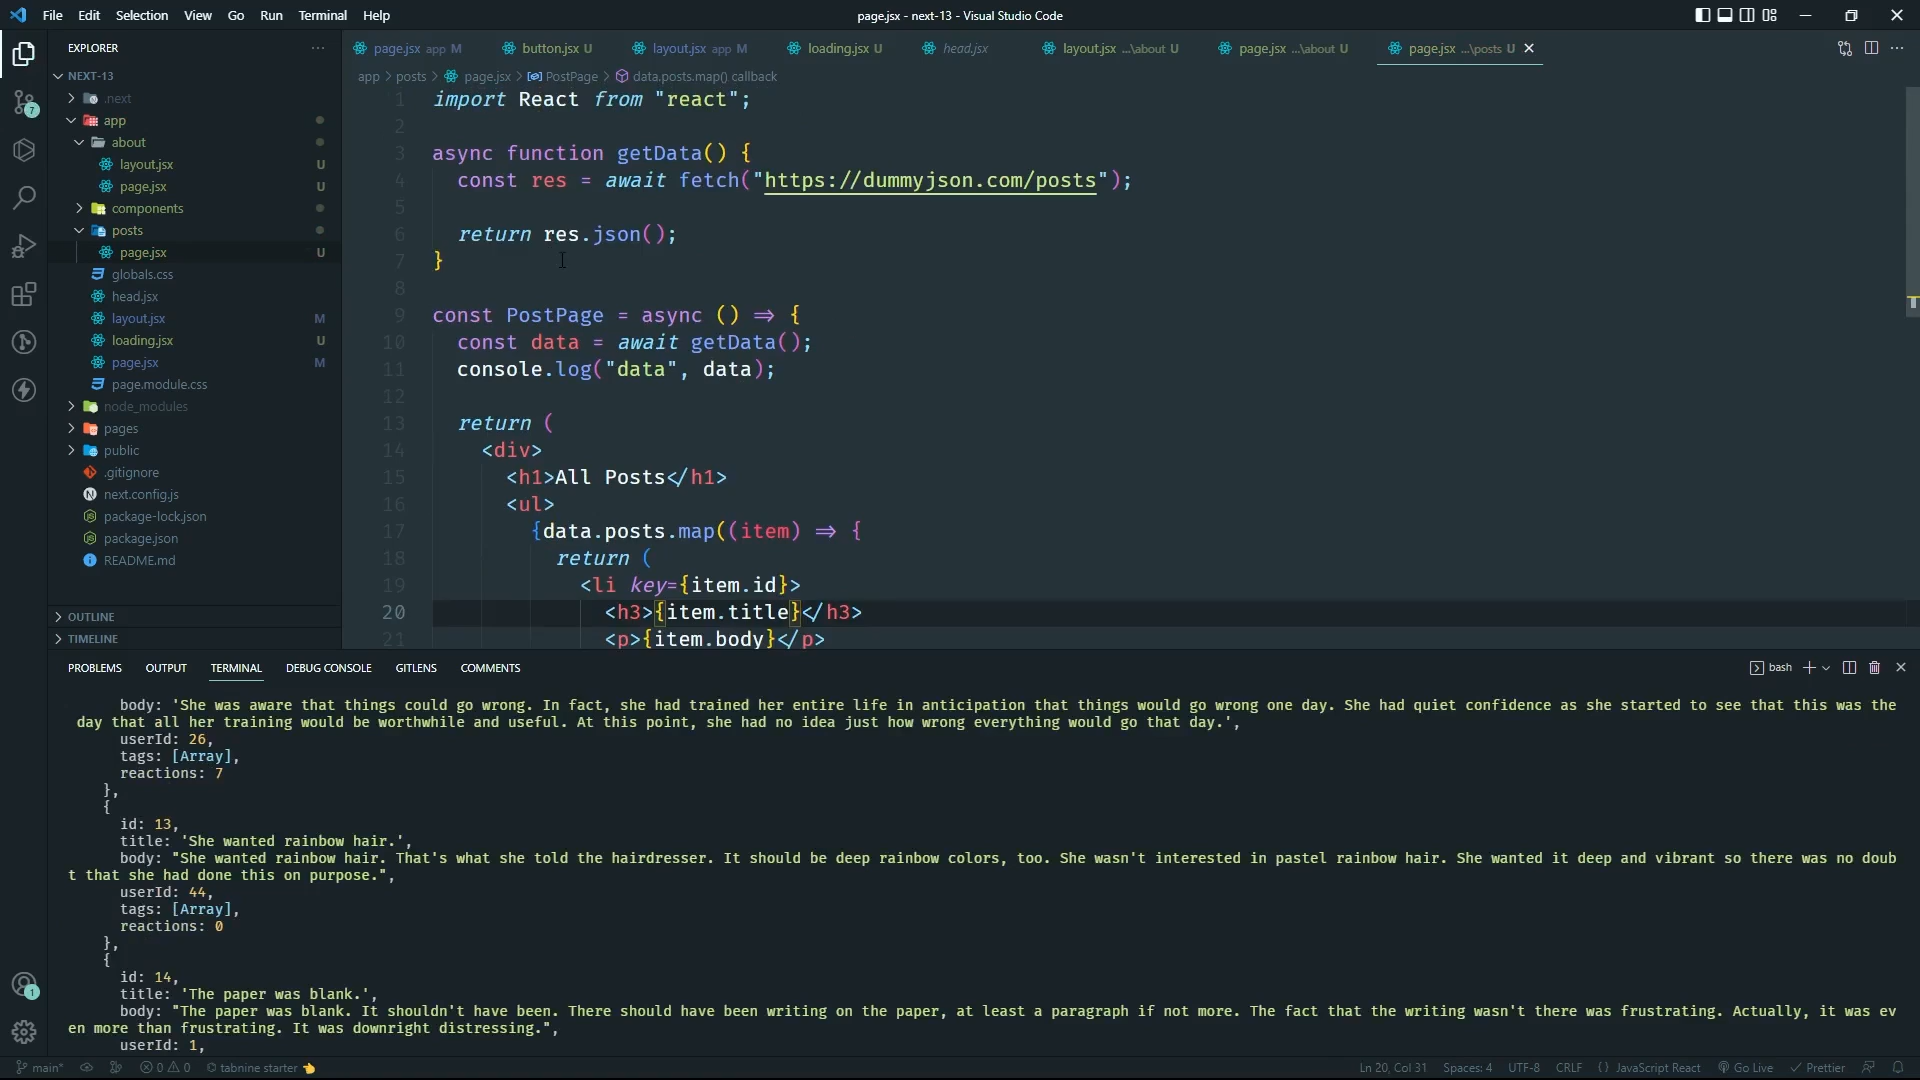 File Edit Selection View Go Run Terminal Help
page.jsx - next-13 - Visual Studio Code
EXPLORER
page.jsx app M
button.jsx U
layout.jsx app M
loading.jsx U
head.jsx
layout.jsx ...\about U
page.jsx ...\about U
page.jsx ...\posts U
app > posts > page.jsx > PostPage > data.posts.map() callback
NEXT-13
.next
app
about
layout.jsx U
page.jsx U
components
posts
page.jsx U
globals.css
head.jsx
layout.jsx M
loading.jsx U
page.jsx M
page.module.css
node_modules
pages
public
.gitignore
next.config.js
package-lock.json
package.json
README.md
OUTLINE
TIMELINE
7
1
1 import React from "react";
2
3 async function getData() {
4 const res = await fetch("https://dummyjson.com/posts");
5
6 return res.json();
7 }
8
9 const PostPage = async () => {
10 const data = await getData();
11 console.log("data", data);
12
13 return (
14 <div>
15 <h1>All Posts</h1>
16 <ul>
17 {data.posts.map((item) => {
18 return (
19 <li key={item.id}>
20 <h3>{item.title}</h3>
21 <p>{item.body}</p>
PROBLEMS OUTPUT TERMINAL DEBUG CONSOLE GITLENS COMMENTS
bash
body: 'She was aware that things could go wrong. In fact, she had trained her entire life in anticipation that things would go wrong one day. She had quiet confidence as she started to see that this was the
day that all her training would be worthwhile and useful. At this point, she had no idea just how wrong everything would go that day.',
userId: 26,
tags: [Array],
reactions: 7
},
{
id: 13,
title: 'She wanted rainbow hair.',
body: "She wanted rainbow hair. That's what she told the hairdresser. It should be deep rainbow colors, too. She wasn't interested in pastel rainbow hair. She wanted it deep and vibrant so there was no doub
t that she had done this on purpose.",
userId: 44,
tags: [Array],
reactions: 0
},
{
id: 14,
title: 'The paper was blank.',
body: "The paper was blank. It shouldn't have been. There should have been writing on the paper, at least a paragraph if not more. The fact that the writing wasn't there was frustrating. Actually, it was ev
en more than frustrating. It was downright distressing.",
userId: 1,
main* 0 0 tabnine starter
Ln 20, Col 31 Spaces: 4 UTF-8 CRLF {} JavaScript React Go Live Prettier